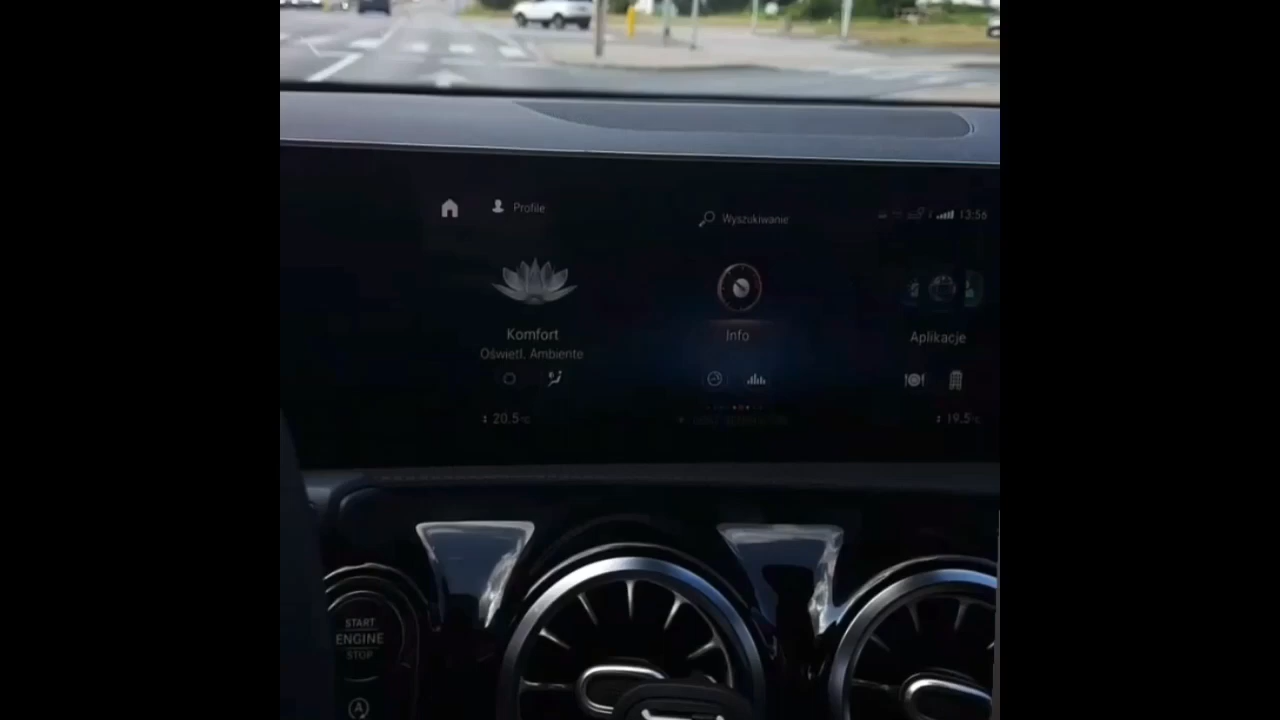 Profile
Wyszukiwanie
13:56
Komfort
Oświetl. Ambiente
Info
Aplikacje
20.5°C
19.5°C
START
ENGINE
STOP
A